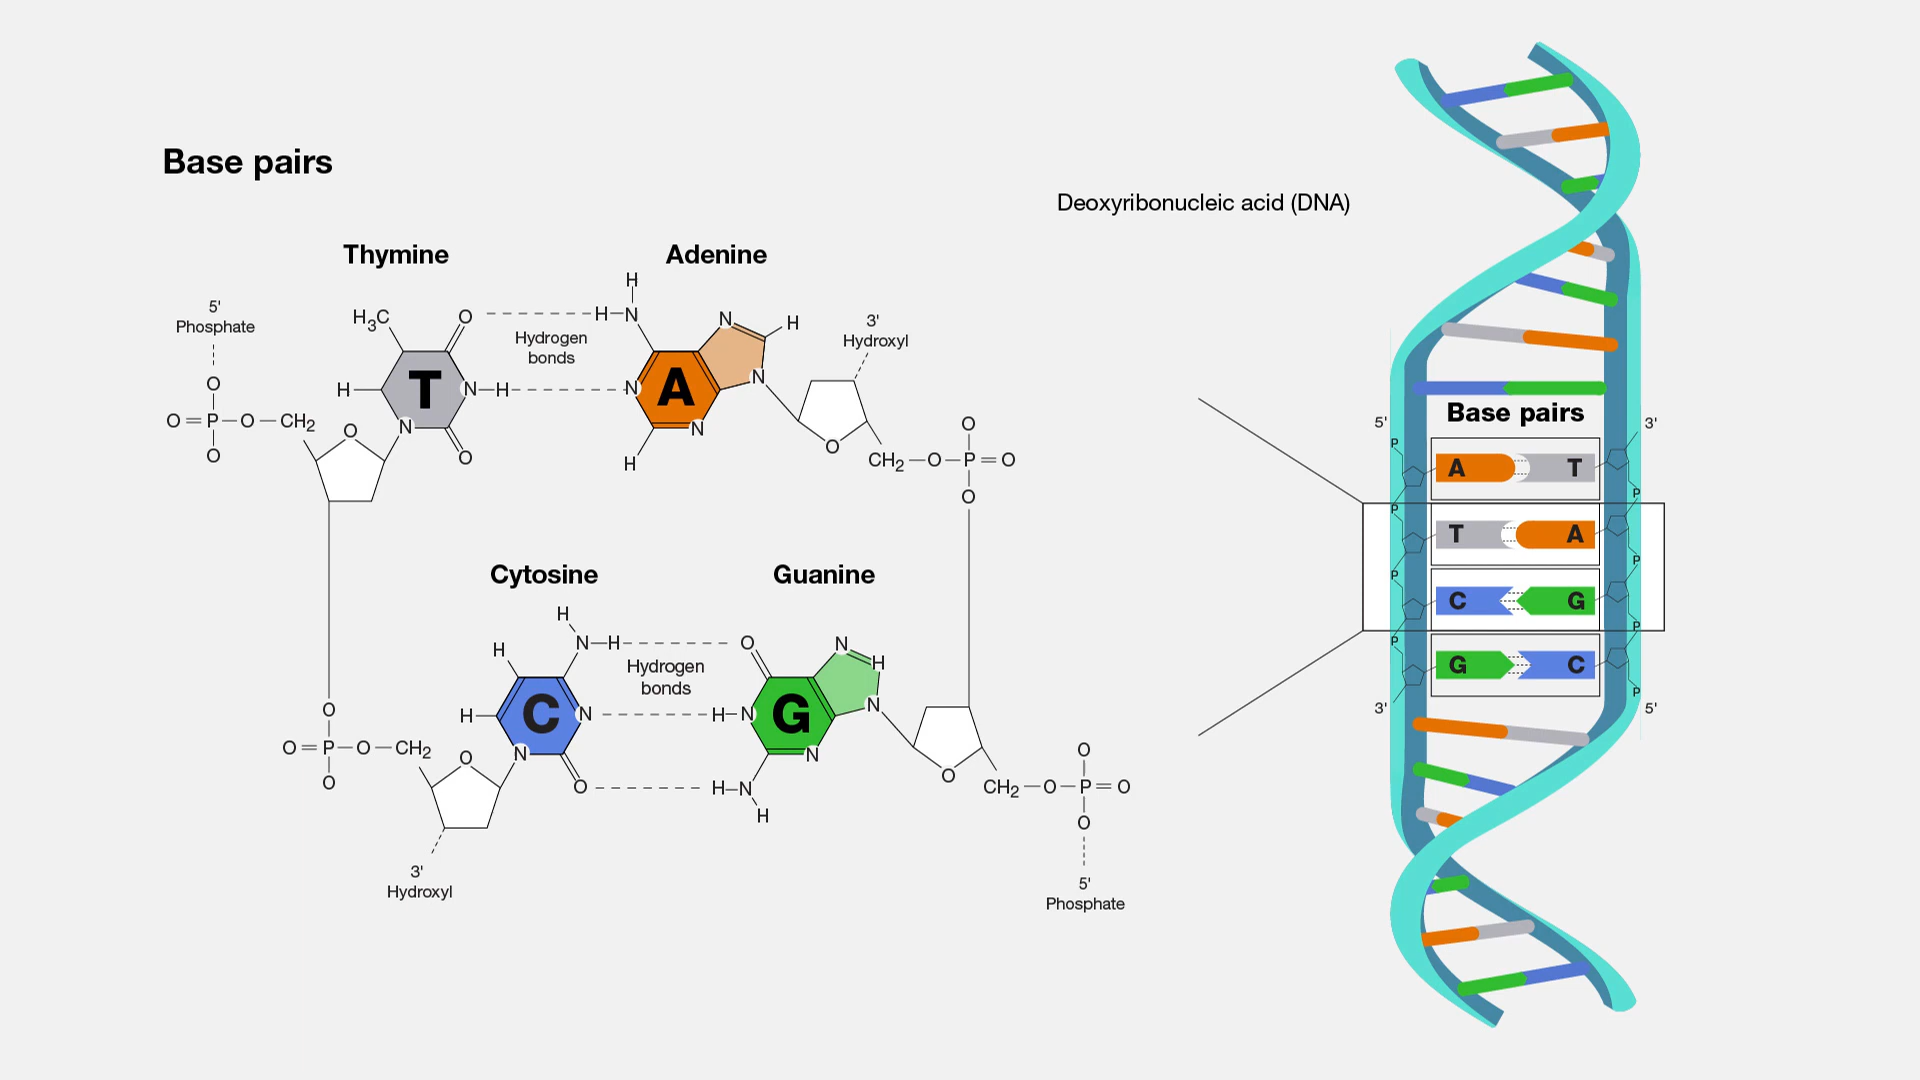 Base pairs
Deoxyribonucleic acid (DNA)
Thymine
Adenine
5'
Phosphate
H3C
O
H
H–N
Hydrogen
bonds
N
H
3'
Hydroxyl
O
H
T
N–H
N
A
N
O=P–O–CH2
O
O
N
O
N
H
O
CH2–O–P=O
O
O
Cytosine
Guanine
H
H
N–H
O
N
H
Hydrogen
bonds
H
C
N
H–N
G
N
O
O=P–O–CH2
O
O
N
O
N
H–N
H
O
CH2–O–P=O
O
O
3'
Hydroxyl
5'
Phosphate
Base pairs
5'
3'
P
A
T
P
P
T
A
P
P
C
G
P
P
G
C
P
3'
5'